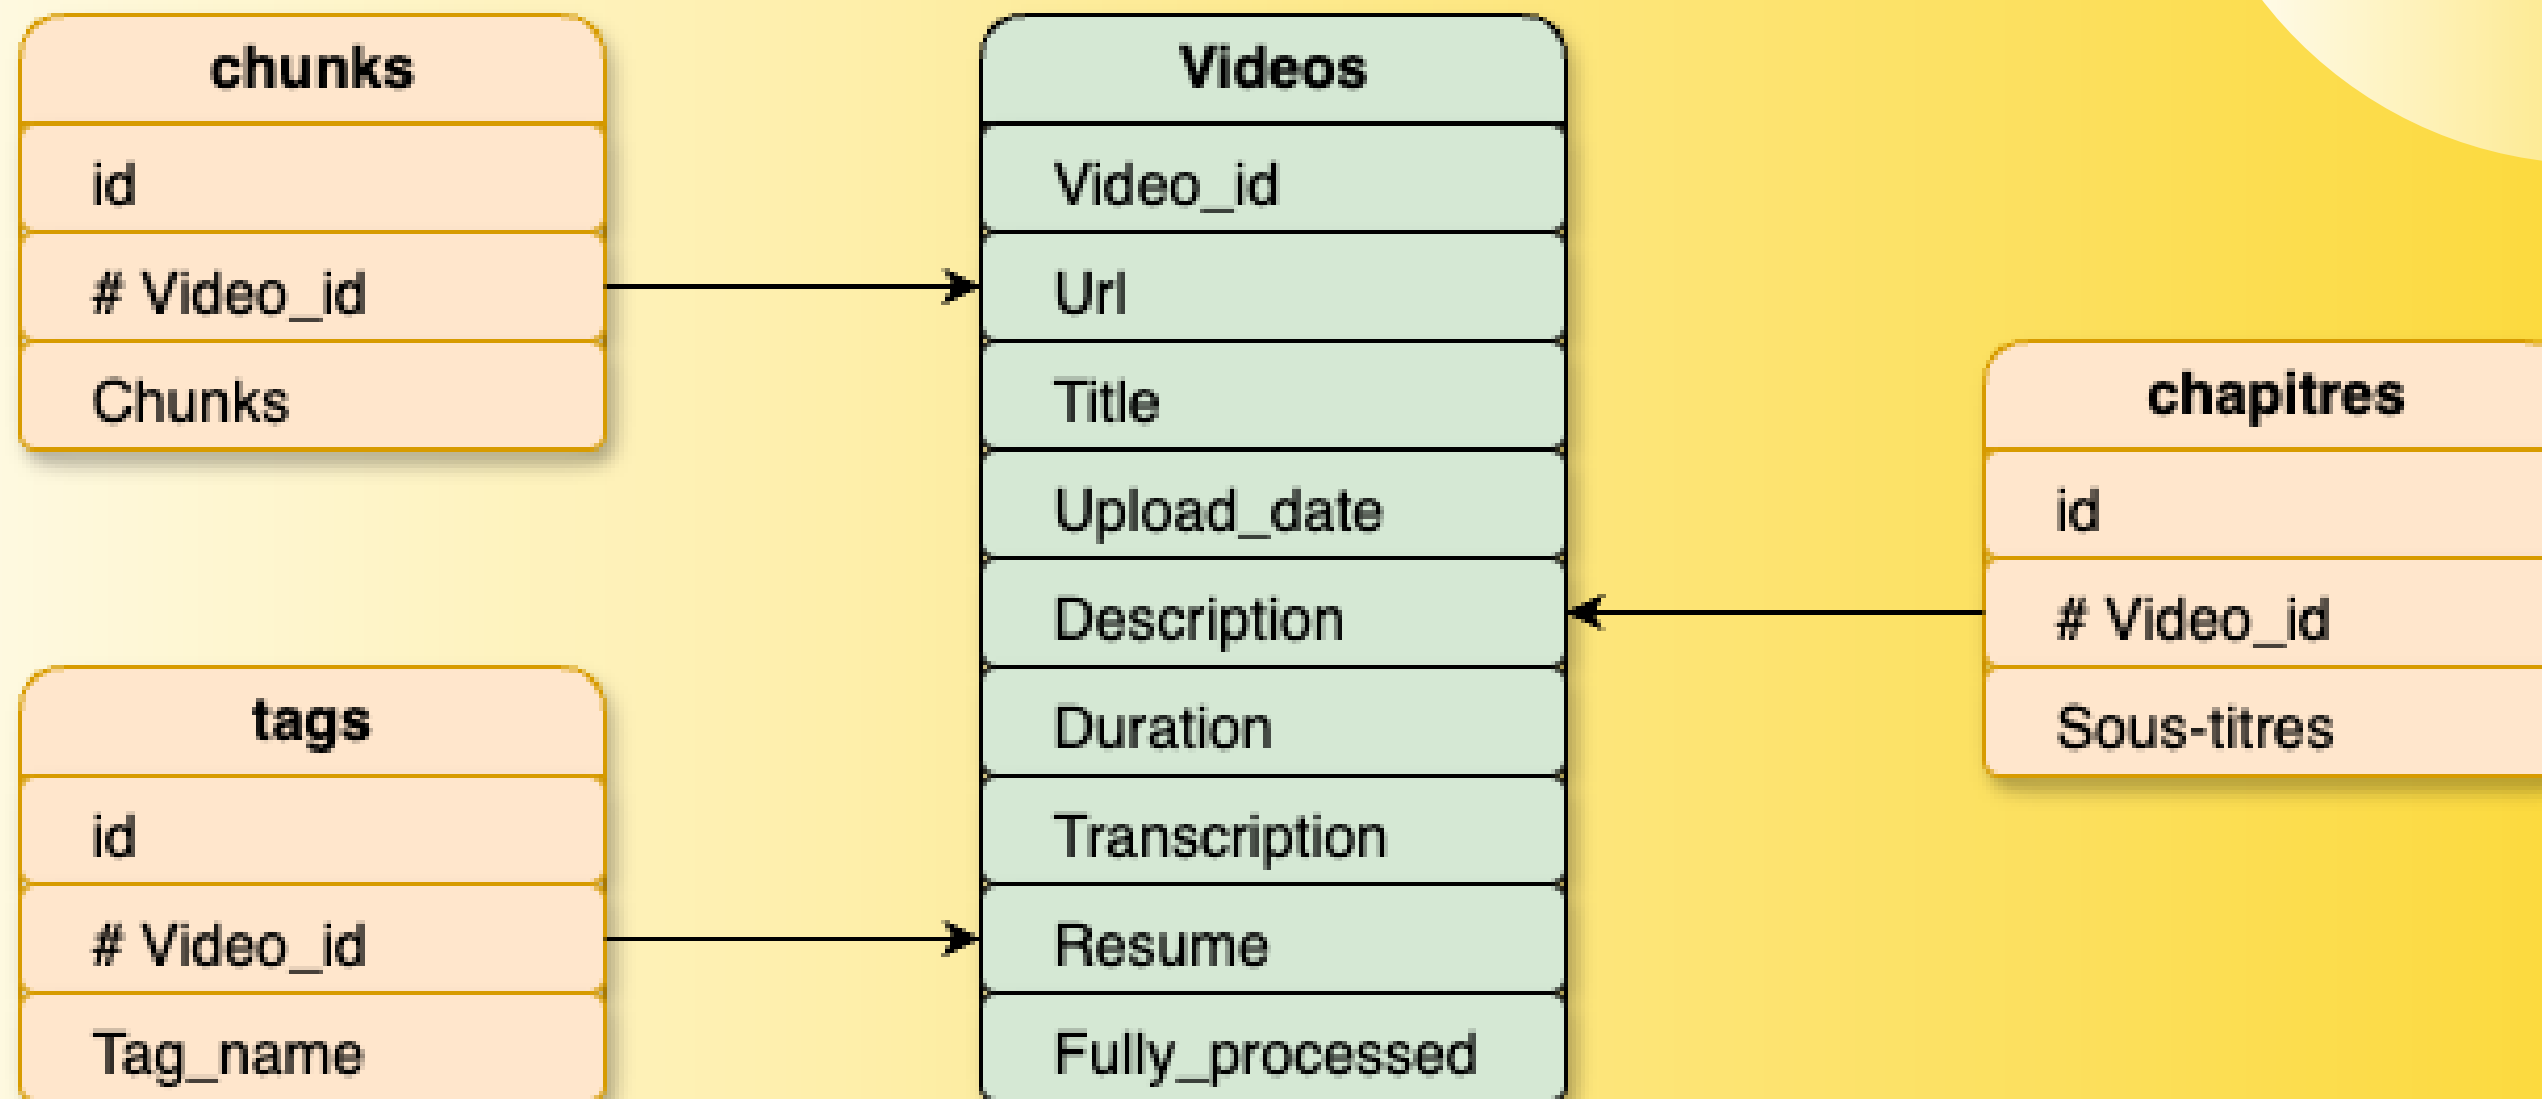 chunks
id
# Video_id
Chunks
tags
id
# Video_id
Tag_name
Videos
Video_id
Url
Title
Upload_date
Description
Duration
Transcription
Resume
Fully_processed
chapitres
id
# Video_id
Sous-titres